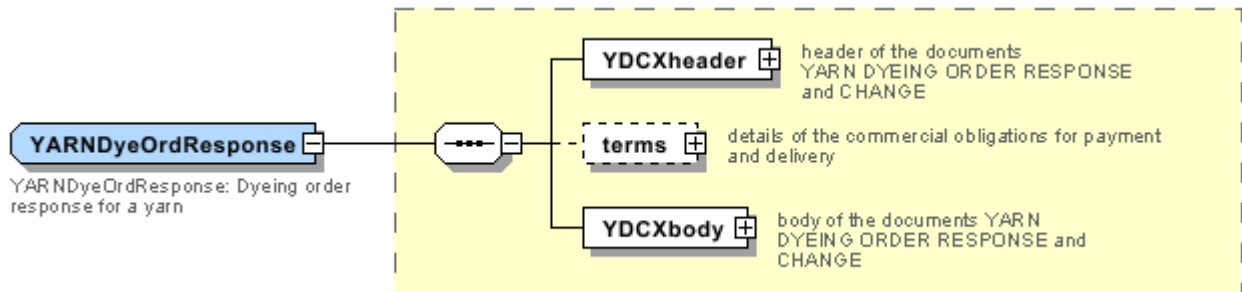 YDCXheader
header of the documents
YARN DYEING ORDER RESPONSE
and CHANGE
YARNDyeOrdResponse
terms
details of the commercial obligations for payment
and delivery
YARNDyeOrdResponse: Dyeing order
response for a yarn
YDCXbody
body of the documents YARN
DYEING ORDER RESPONSE and
CHANGE